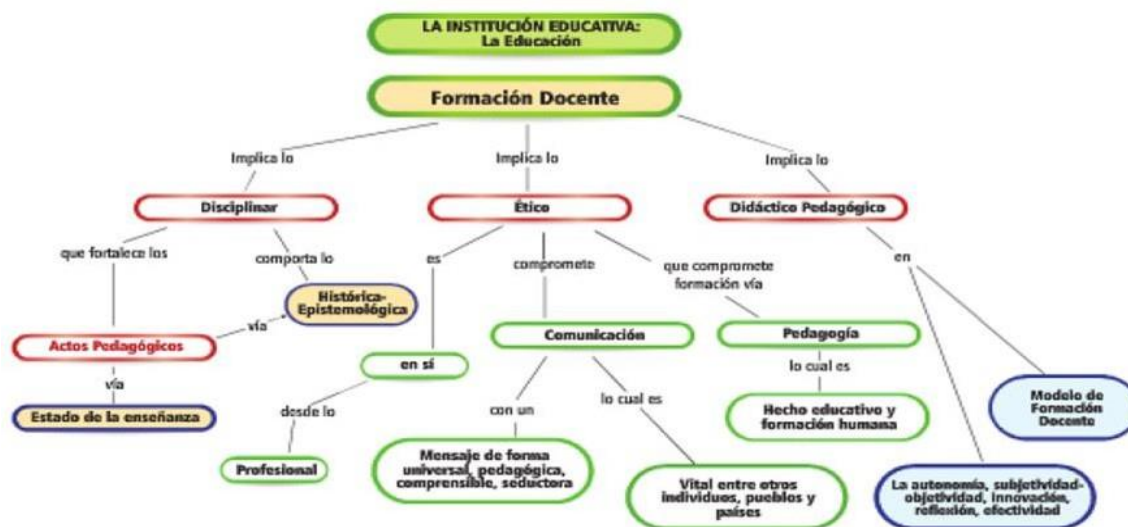 LA INSTITUCIÓN EDUCATIVA:
La Educación
Formación Docente
Implica lo
Implica lo
Implica lo
Disciplinar
Ético
Didáctico Pedagógico
que fortalece los
comporta lo
es
compromete
que compromete
formación vía
en
Histórica-
Epistemológica
vía
Actos Pedagógicos
Comunicación
Pedagogía
en sí
vía
lo cual es
Estado de la enseñanza
desde lo
con un
lo cual es
Modelo de
Formación
Docente
Hecho educativo y
formación humana
Profesional
Mensaje de forma
universal, pedagógica,
comprensible, seductora
Vital entre otros
individuos, pueblos y
países
La autonomía, subjetividad-
objetividad, innovación,
reflexión, efectividad